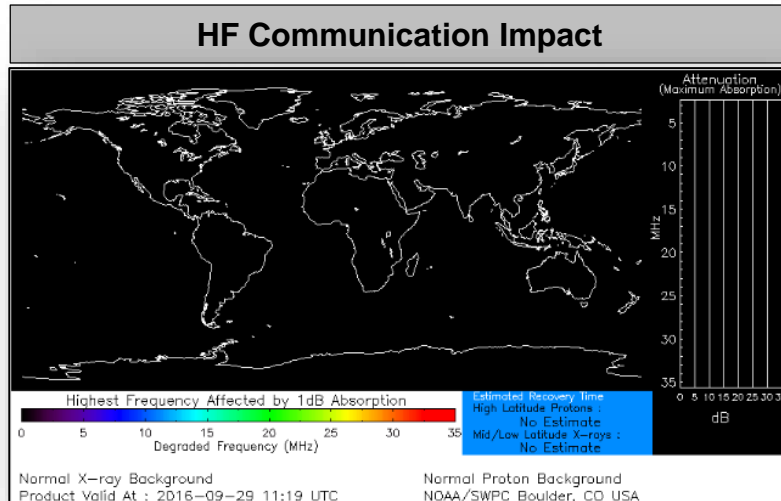 HF Communication Impact
Attenuation
(Maximum Absorption)
5
10
15
20
25
30
35
MHz
0 5 10 15 20 25 30 3
dB
Highest Frequency Affected by 1dB Absorption
0 5 10 15 20 25 30 35
Degraded Frequency (MHz)
Estimated Recovery Time
High Latitude Protons :
No Estimate
Mid/Low Latitude X-rays :
No Estimate
Normal X-ray Background
Product Valid At : 2016-09-29 11:19 UTC
Normal Proton Background
NOAA/SWPC Boulder, CO USA